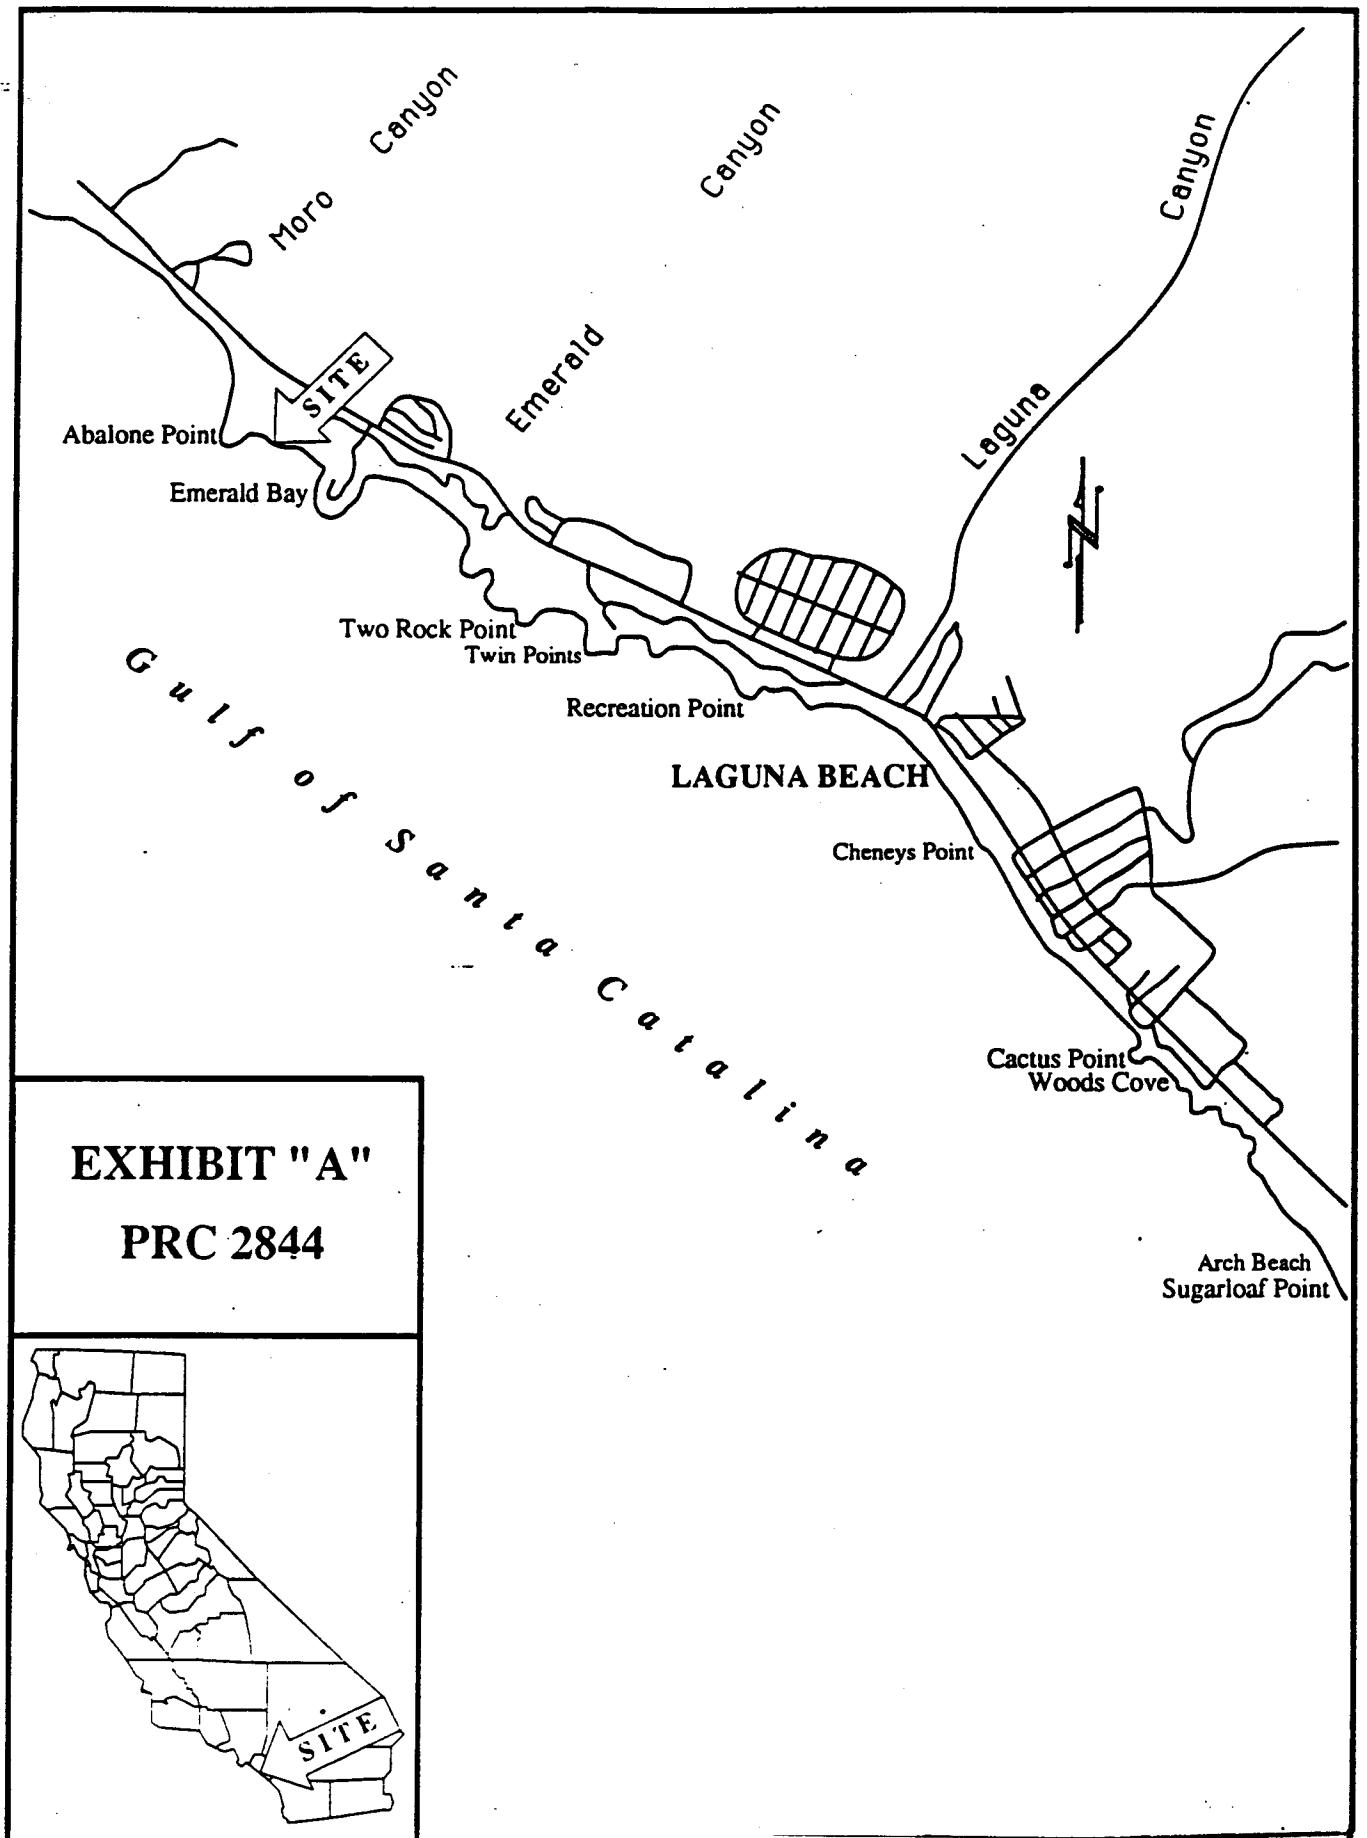 Moro Canyon
Emerald Canyon
Laguna Canyon
SITE
Abalone Point
Emerald Bay
Two Rock Point
Twin Points
Recreation Point
LAGUNA BEACH
Cheneys Point
Gulf of Santa Catalina
Cactus Point
Woods Cove
Arch Beach
Sugarloaf Point
EXHIBIT "A"
PRC 2844
SITE